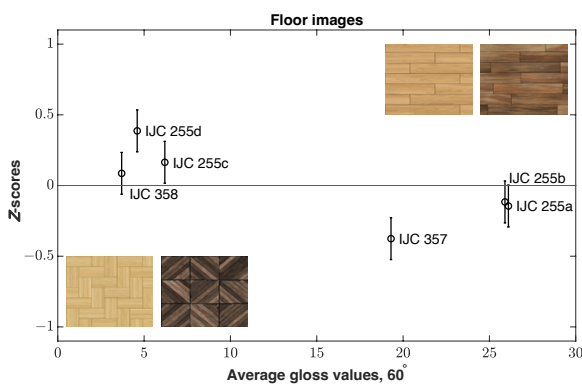 Floor images
1
0.5
0
−0.5
−1
Z-scores
IJC 255d
IJC 255c
IJC 358
IJC 255b
IJC 255a
IJC 357
0 5 10 15 20 25 30
Average gloss values, 60°